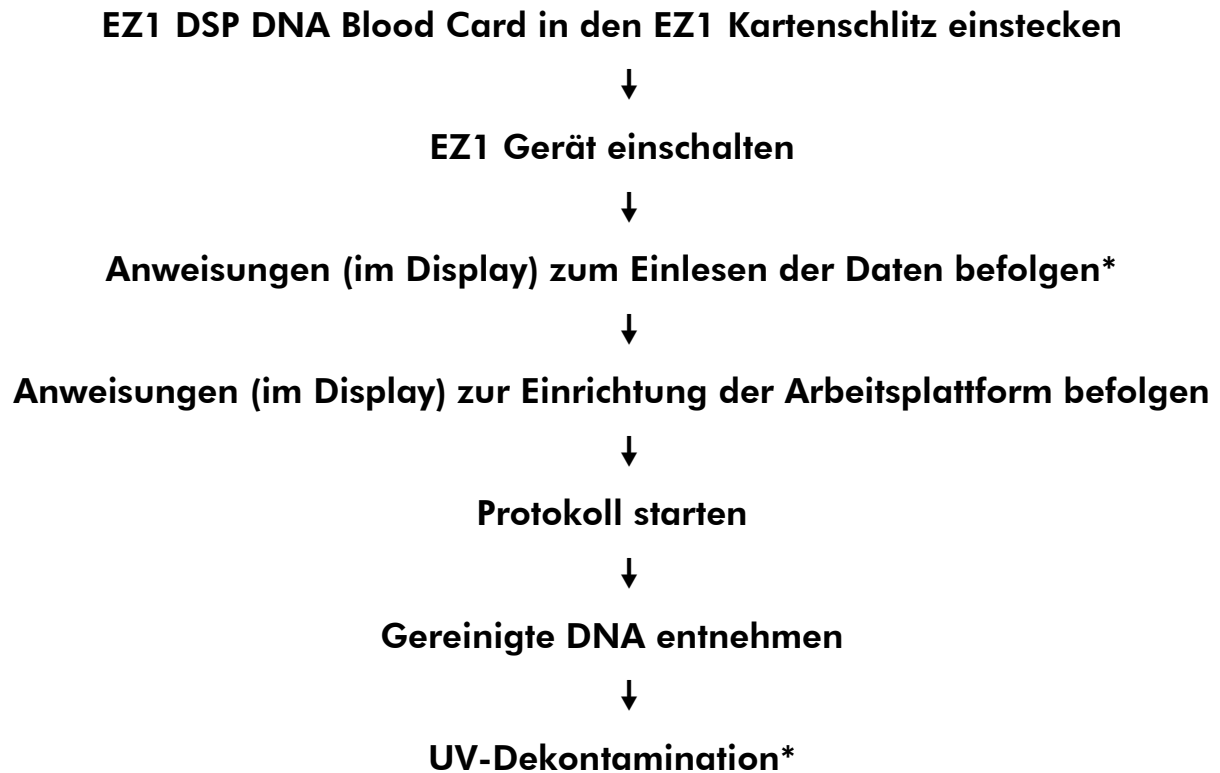 EZ1 DSP DNA Blood Card in den EZ1 Kartenschlitz einstecken
↓
EZ1 Gerät einschalten
↓
Anweisungen (im Display) zum Einlesen der Daten befolgen*
↓
Anweisungen (im Display) zur Einrichtung der Arbeitsplattform befolgen
↓
Protokoll starten
↓
Gereinigte DNA entnehmen
↓
UV-Dekontamination*